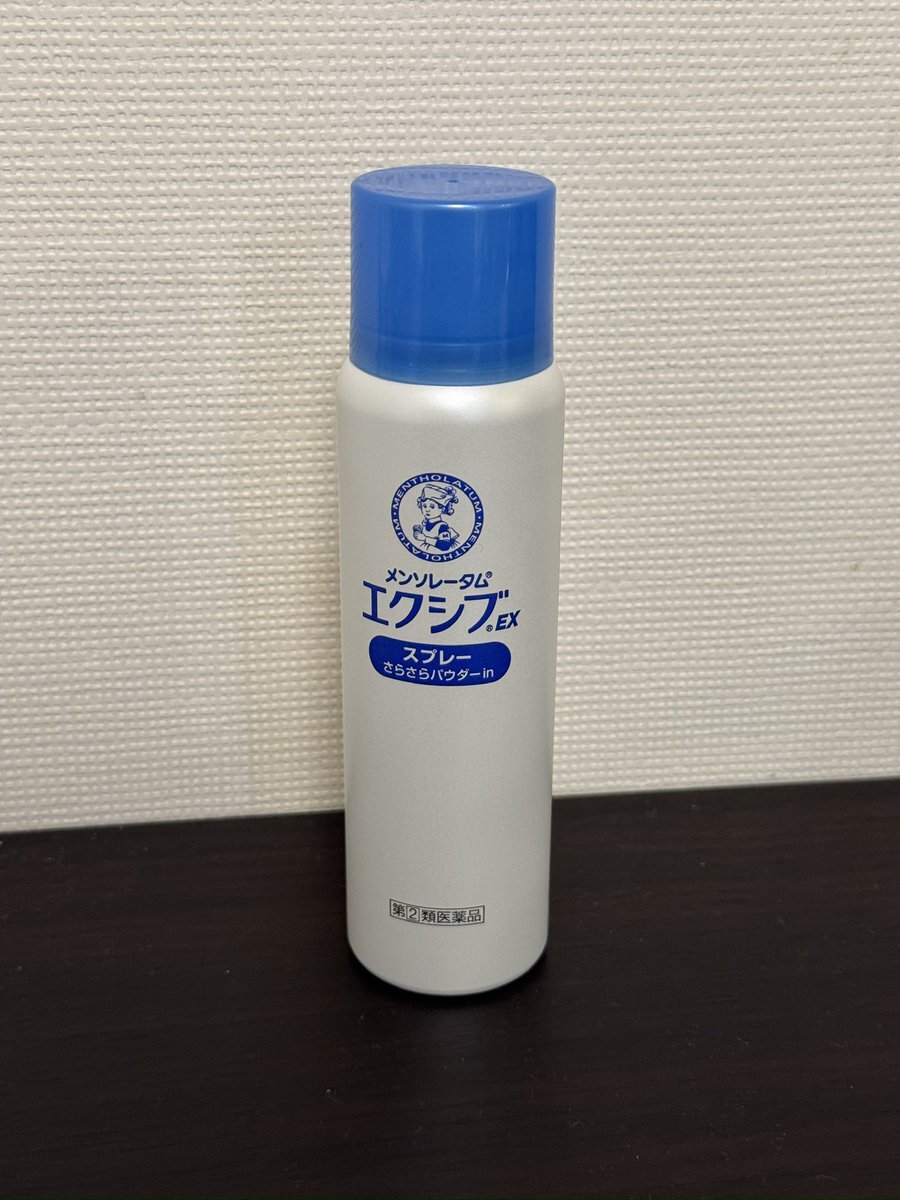 MENTHOLATUM・MENTHOLATUM・
メンソレータム®
エクシブ®EX
スプレー
さらさらパウダーin
第②類医薬品